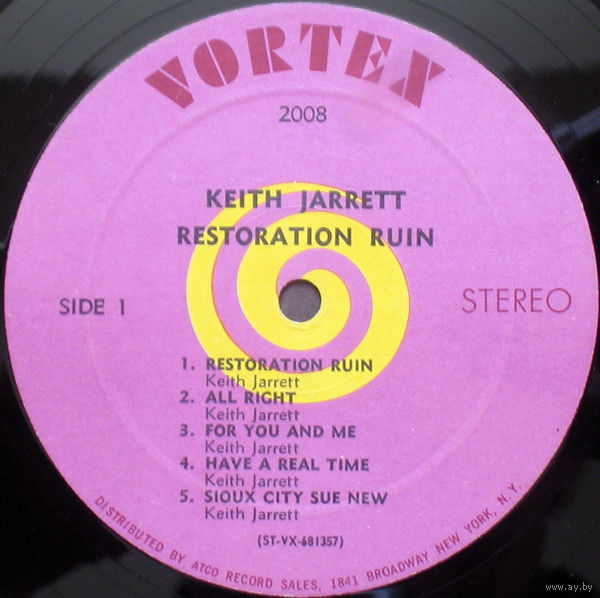 VORTEX
2008
KEITH JARRETT
RESTORATION RUIN
SIDE 1
STEREO
1. RESTORATION RUIN
Keith Jarrett
2. ALL RIGHT
Keith Jarrett
3. FOR YOU AND ME
Keith Jarrett
4. HAVE A REAL TIME
Keith Jarrett
5. SIOUX CITY SUE NEW
Keith Jarrett
(ST-VX-681357)
DISTRIBUTED BY ATCO RECORD SALES, 1841 BROADWAY NEW YORK, N. Y.
www.ay.by